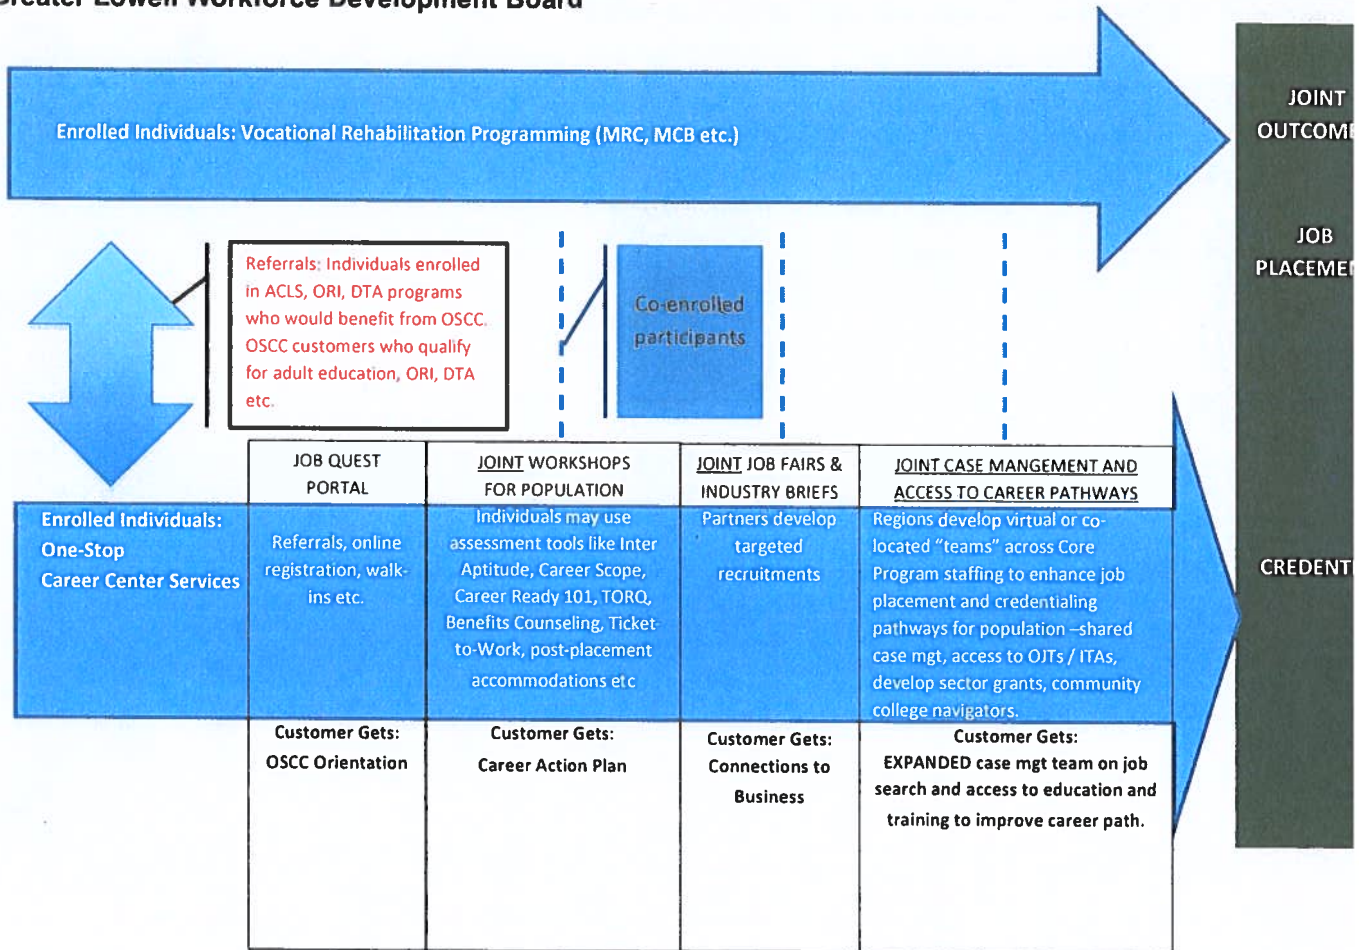 Greater Lowell Workforce Development Board
Enrolled Individuals: Vocational Rehabilitation Programming (MRC, MCB etc.)
JOINT
OUTCOME
JOB
PLACEMEN
CREDENTI
Referrals: Individuals enrolled
in ACLS, ORI, DTA programs
who would benefit from OSCC.
OSCC customers who qualify
for adult education, ORI, DTA
etc.
Co-enrolled
participants
Enrolled Individuals:
One-Stop
Career Center Services
JOB QUEST
PORTAL
Referrals, online
registration, walk-
ins etc.
Customer Gets:
OSCC Orientation
JOINT WORKSHOPS
FOR POPULATION
Individuals may use
assessment tools like Inter
Aptitude, Career Scope,
Career Ready 101, TORQ,
Benefits Counseling, Ticket-
to-Work, post-placement
accommodations etc
Customer Gets:
Career Action Plan
JOINT JOB FAIRS &
INDUSTRY BRIEFS
Partners develop
targeted
recruitments
Customer Gets:
Connections to
Business
JOINT CASE MANGEMENT AND
ACCESS TO CAREER PATHWAYS
Regions develop virtual or co-
located “teams” across Core
Program staffing to enhance job
placement and credentialing
pathways for population –shared
case mgt, access to OJTs / ITAs,
develop sector grants, community
college navigators.
Customer Gets:
EXPANDED case mgt team on job
search and access to education and
training to improve career path.